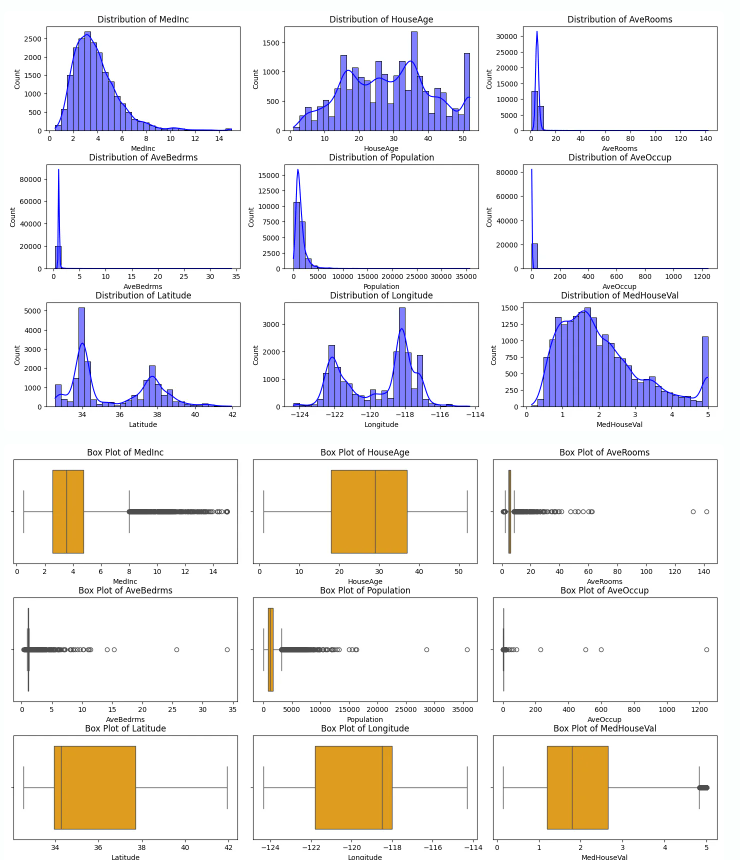 Distribution of MedInc Distribution of HouseAge Distribution of AveRooms
Count 2500 2000 1500 1000 500 0
0 2 4 6 8 10 12 14
MedInc
Count 1500 1000 500 0
0 10 20 30 40 50
HouseAge
Count 30000 25000 20000 15000 10000 5000 0
0 20 40 60 80 100 120 140
AveRooms
Distribution of AveBedrms Distribution of Population Distribution of AveOccup
Count 80000 60000 40000 20000 0
0 5 10 15 20 25 30 35
AveBedrms
Count 15000 12500 10000 7500 5000 2500 0
0 5000 10000 15000 20000 25000 30000 35000
Population
Count 80000 60000 40000 20000 0
0 200 400 600 800 1000 1200
AveOccup
Distribution of Latitude Distribution of Longitude Distribution of MedHouseVal
Count 5000 4000 3000 2000 1000 0
34 36 38 40 42
Latitude
Count 3000 2000 1000 0
−124 −122 −120 −118 −116 −114
Longitude
Count 1500 1250 1000 750 500 250 0
0 1 2 3 4 5
MedHouseVal
Box Plot of MedInc Box Plot of HouseAge Box Plot of AveRooms
0 2 4 6 8 10 12 14
MedInc
0 10 20 30 40 50
HouseAge
0 20 40 60 80 100 120 140
AveRooms
Box Plot of AveBedrms Box Plot of Population Box Plot of AveOccup
0 5 10 15 20 25 30 35
AveBedrms
0 5000 10000 15000 20000 25000 30000 35000
Population
0 200 400 600 800 1000 1200
AveOccup
Box Plot of Latitude Box Plot of Longitude Box Plot of MedHouseVal
34 36 38 40 42
Latitude
−124 −122 −120 −118 −116 −114
Longitude
0 1 2 3 4 5
MedHouseVal